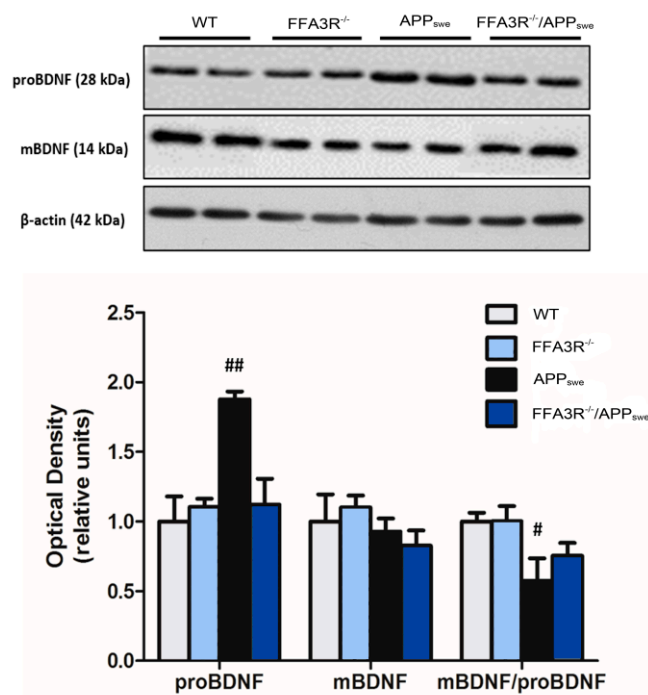 WT FFA3R⁻/⁻ APPswe FFA3R⁻/⁻/APPswe
proBDNF (28 kDa)
mBDNF (14 kDa)
β-actin (42 kDa)
Optical Density
(relative units)
2.5
2.0
1.5
1.0
0.5
0.0
##
#
WT
FFA3R⁻/⁻
APPswe
FFA3R⁻/⁻/APPswe
proBDNF mBDNF mBDNF/proBDNF